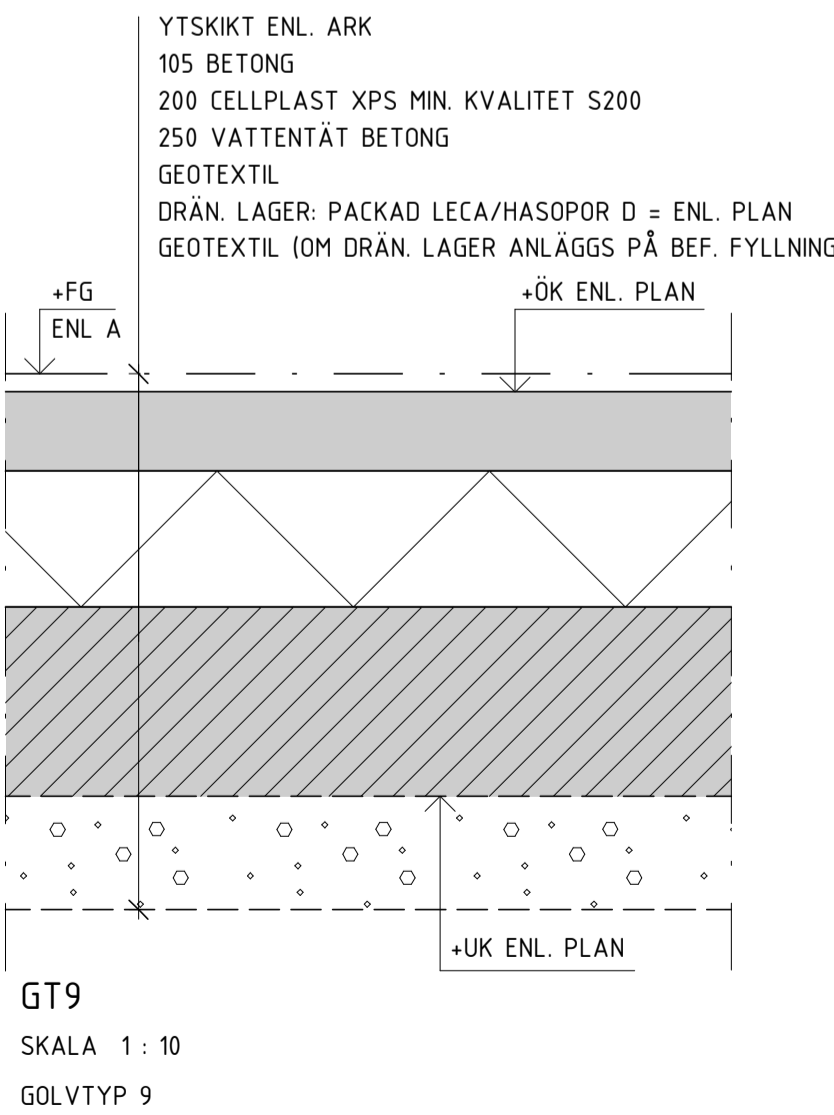 YTSKIKT ENL. ARK
105 BETONG
200 CELLPLAST XPS MIN. KVALITET S200
250 VATTENTÄT BETONG
GEOTEXTIL
DRÄN. LAGER: PACKAD LECA/HASOPOR D = ENL. PLAN
GEOTEXTIL (OM DRÄN. LAGER ANLÄGGS PÅ BEF. FYLLNING
+FG
ENL A
+ÖK ENL. PLAN
+UK ENL. PLAN
GT9
SKALA 1 : 10
GOLVTYP 9